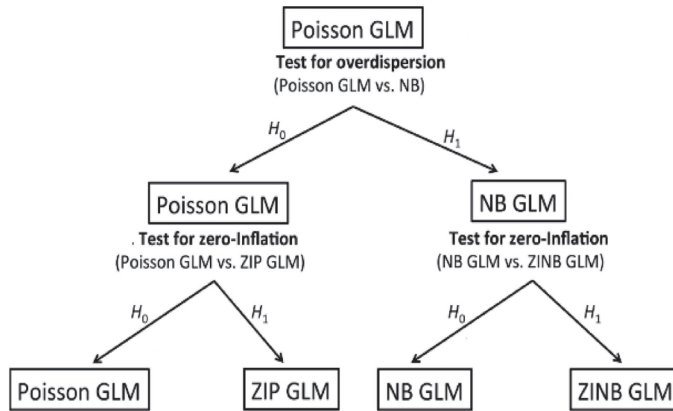 Poisson GLM
Test for overdispersion
(Poisson GLM vs. NB)
H₀
H₁
Poisson GLM
NB GLM
. Test for zero-Inflation
Test for zero-Inflation
(Poisson GLM vs. ZIP GLM)
(NB GLM vs. ZINB GLM)
H₀
H₁
H₀
H₁
Poisson GLM
ZIP GLM
NB GLM
ZINB GLM